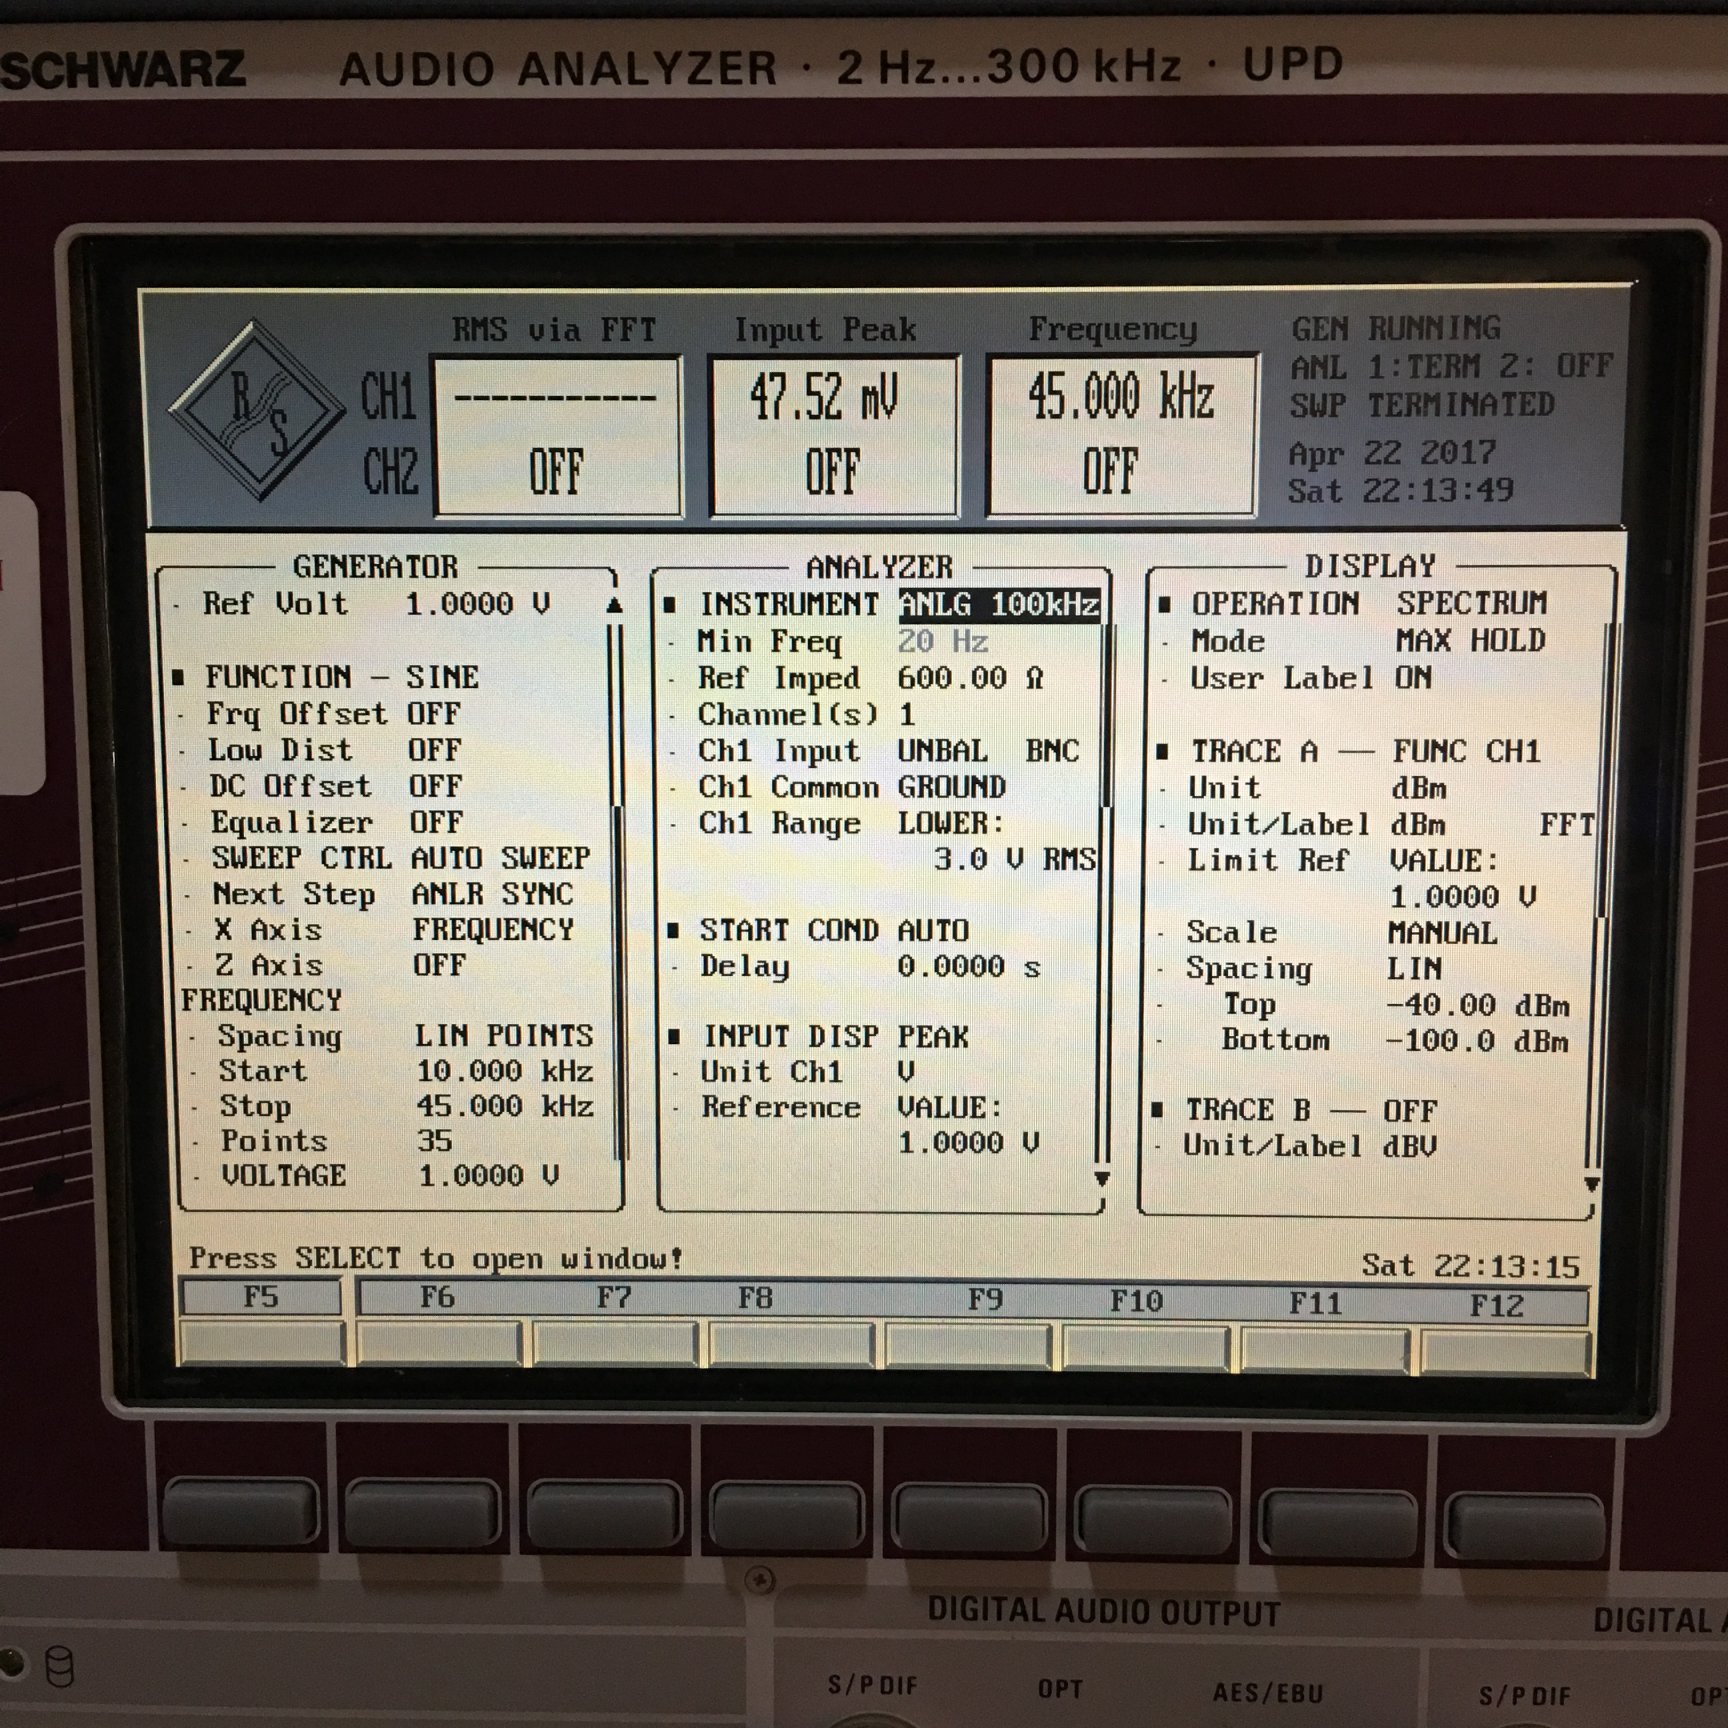 SCHWARZ AUDIO ANALYZER · 2 Hz...300 kHz · UPD
RMS via FFT Input Peak Frequency
R S
CH1 ----------- 47.52 mV 45.000 kHz
CH2 OFF OFF OFF
GEN RUNNING
ANL 1:TERM 2: OFF
SWP TERMINATED
Apr 22 2017
Sat 22:13:49
GENERATOR
· Ref Volt 1.0000 V
■ FUNCTION — SINE
· Frq Offset OFF
· Low Dist OFF
· DC Offset OFF
· Equalizer OFF
· SWEEP CTRL AUTO SWEEP
· Next Step ANLR SYNC
· X Axis FREQUENCY
· Z Axis OFF
FREQUENCY
· Spacing LIN POINTS
· Start 10.000 kHz
· Stop 45.000 kHz
· Points 35
· VOLTAGE 1.0000 V
ANALYZER
■ INSTRUMENT ANLG 100kHz
· Min Freq 20 Hz
· Ref Imped 600.00 Ω
· Channel(s) 1
· Ch1 Input UNBAL BNC
· Ch1 Common GROUND
· Ch1 Range LOWER:
3.0 V RMS
■ START COND AUTO
· Delay 0.0000 s
■ INPUT DISP PEAK
· Unit Ch1 V
· Reference VALUE:
1.0000 V
DISPLAY
■ OPERATION SPECTRUM
· Mode MAX HOLD
· User Label ON
■ TRACE A — FUNC CH1
· Unit dBm
· Unit/Label dBm FFT
· Limit Ref VALUE:
1.0000 V
· Scale MANUAL
· Spacing LIN
· Top -40.00 dBm
· Bottom -100.0 dBm
■ TRACE B — OFF
· Unit/Label dBV
Press SELECT to open window! Sat 22:13:15
F5 F6 F7 F8 F9 F10 F11 F12
DIGITAL AUDIO OUTPUT
DIGITAL
S/P DIF OPT AES/EBU S/P DIF